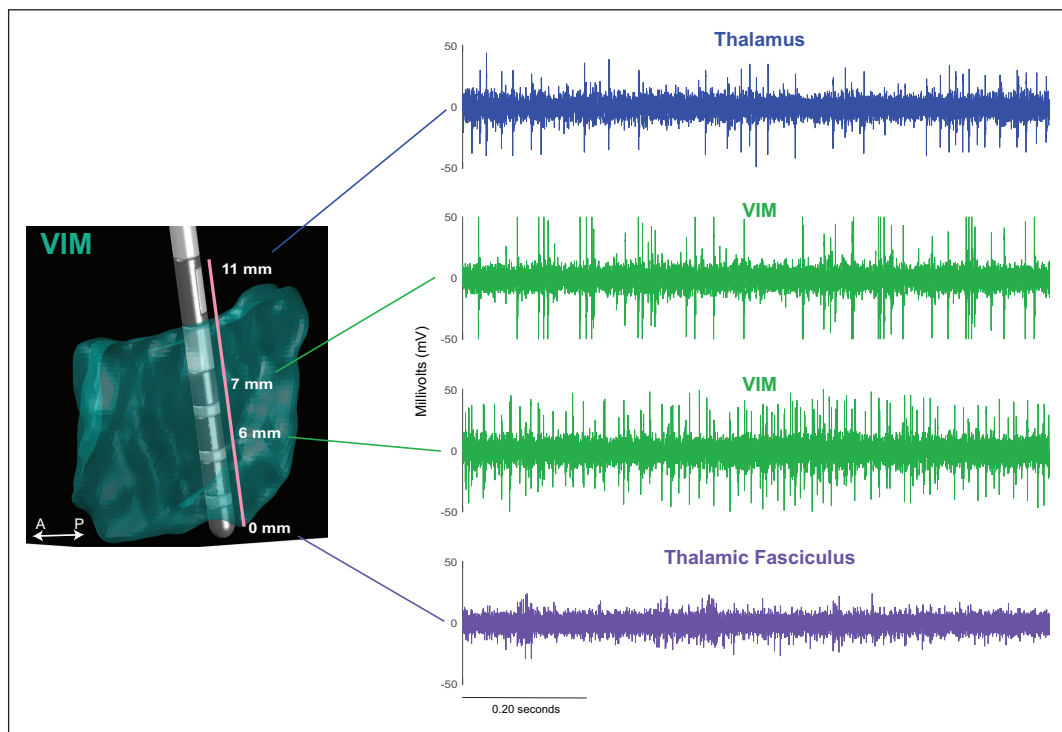 VIM
11 mm
7 mm
6 mm
0 mm
A P
Millivolts (mV)
Thalamus
50
0
-50
VIM
50
0
-50
VIM
50
0
-50
Thalamic Fasciculus
50
0
-50
0.20 seconds